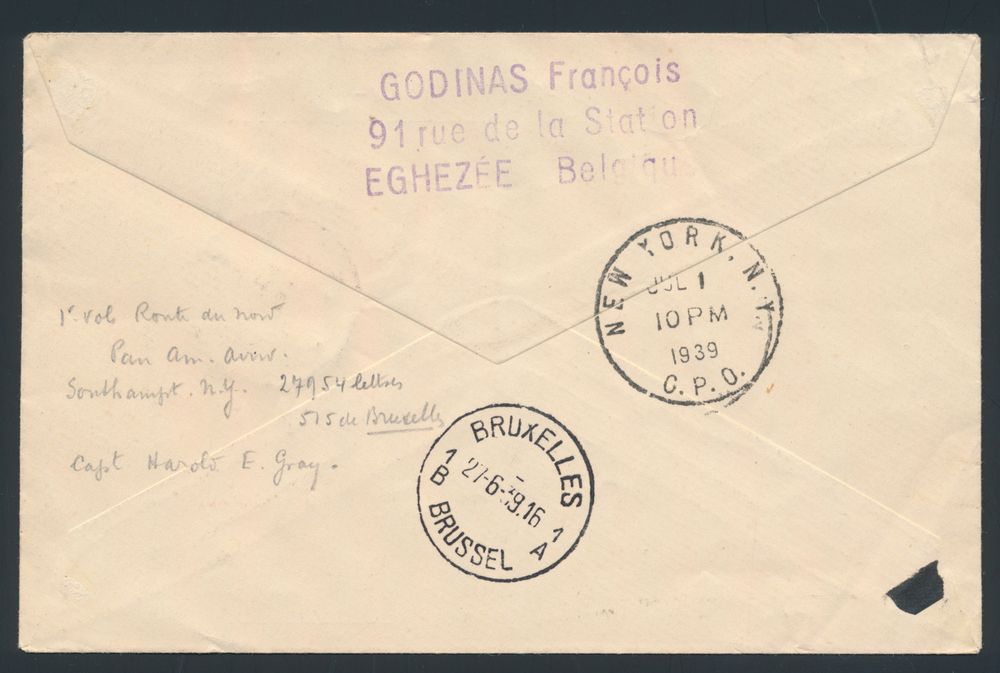 GODINAS François
91 rue de la Station
EGHEZÉE Belgique
NEW YORK, N.Y.
JUL 1
10 PM
1939
C.P.O.
1r vol Route du nord
Pan Am. Airw.
Southampt. N.Y. 27954 lettres
515 de Bruxelles
Capt Harold E. Gray.
BRUXELLES
1 1
B A
27-6-39.16
BRUSSEL